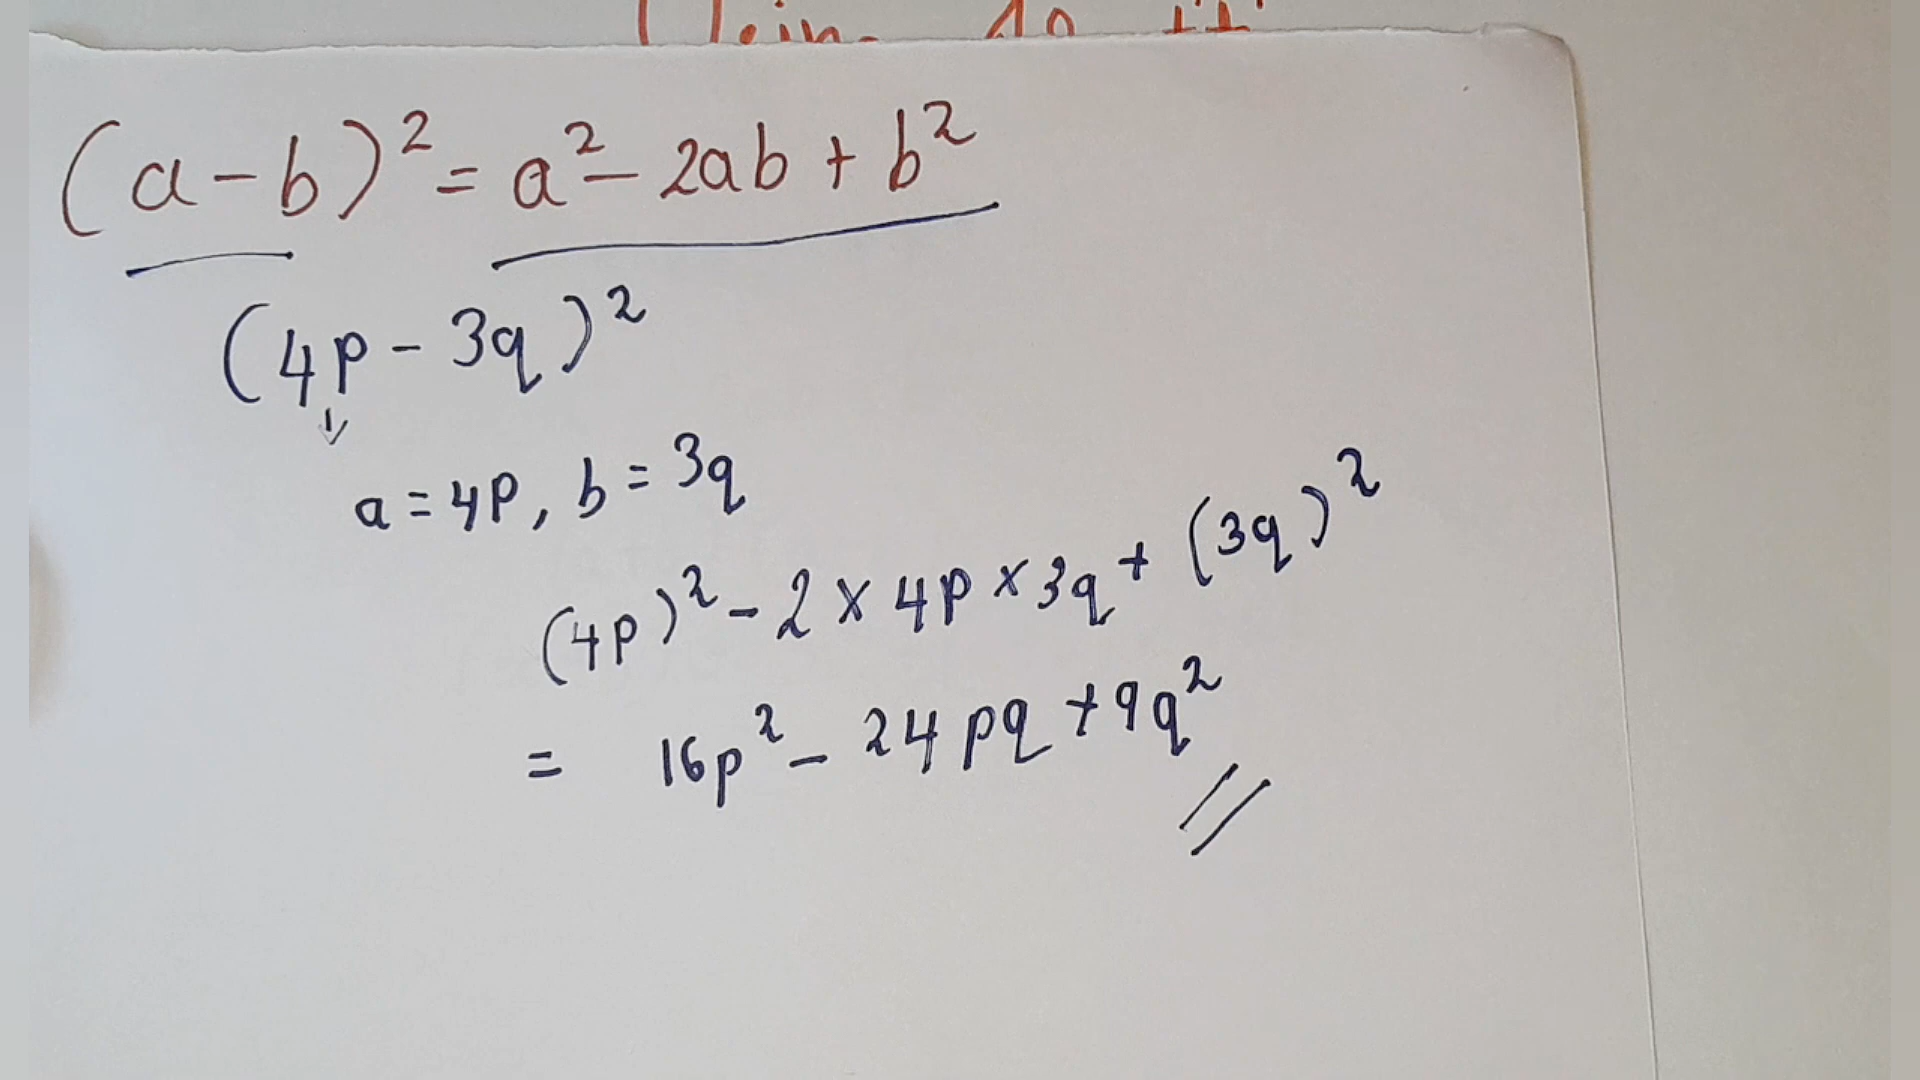 (a-b)² = a² - 2ab + b²
(4p - 3q)²
a = 4p, b = 3q
(4p)² - 2 × 4p × 3q + (3q)²
= 16p² - 24pq + 9q²